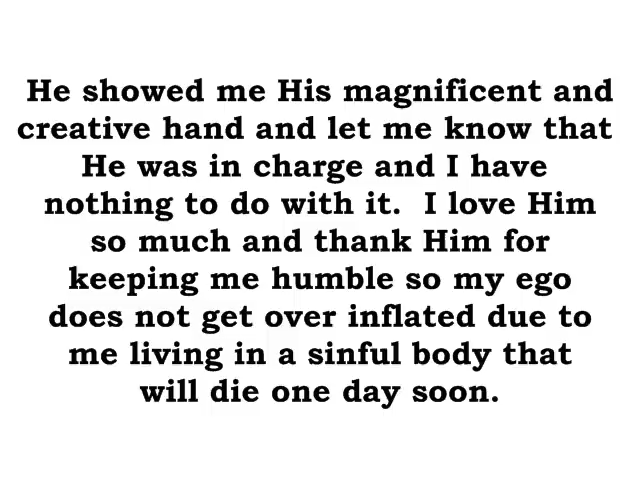 He showed me His magnificent and
creative hand and let me know that
He was in charge and I have
nothing to do with it.  I love Him
so much and thank Him for
keeping me humble so my ego
does not get over inflated due to
me living in a sinful body that
will die one day soon.